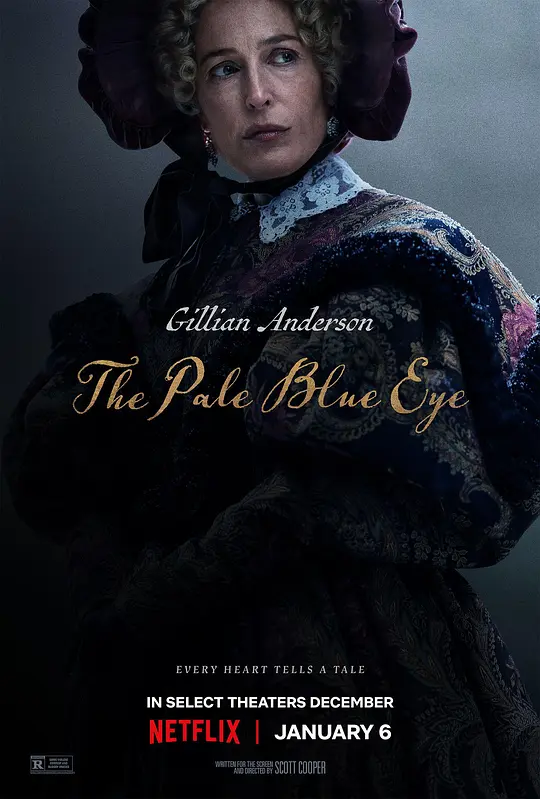 Gillian Anderson
The Pale Blue Eye
EVERY HEART TELLS A TALE
IN SELECT THEATERS DECEMBER
NETFLIX | JANUARY 6
R
WRITTEN FOR THE SCREEN
AND DIRECTED BY SCOTT COOPER